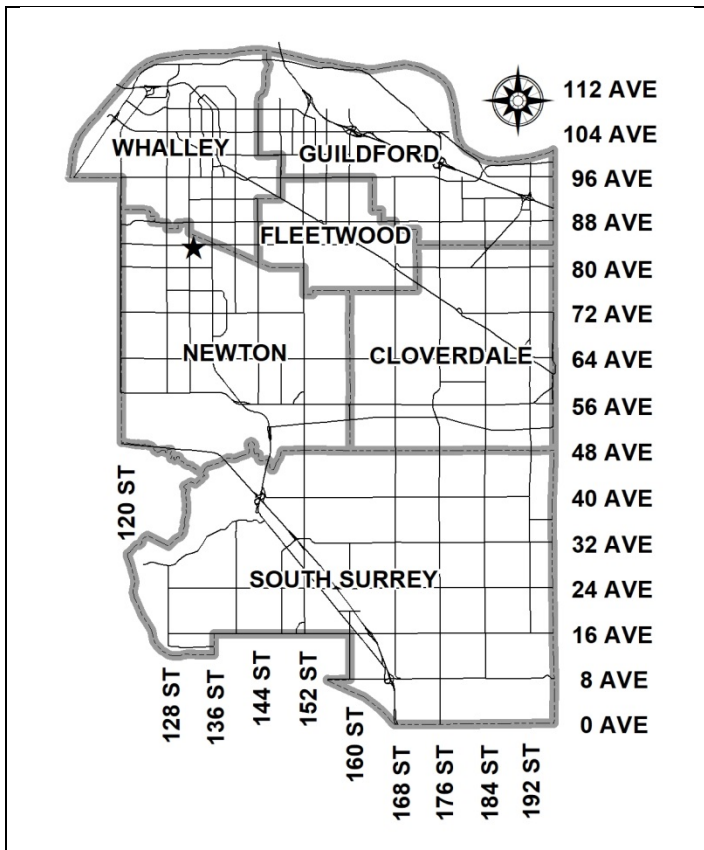 112 AVE
104 AVE
WHALLEY
GUILDFORD
96 AVE
88 AVE
FLEETWOOD
80 AVE
72 AVE
NEWTON
CLOVERDALE
64 AVE
56 AVE
48 AVE
120 ST
40 AVE
32 AVE
SOUTH SURREY
24 AVE
16 AVE
128 ST
136 ST
144 ST
152 ST
8 AVE
160 ST
0 AVE
168 ST
176 ST
184 ST
192 ST